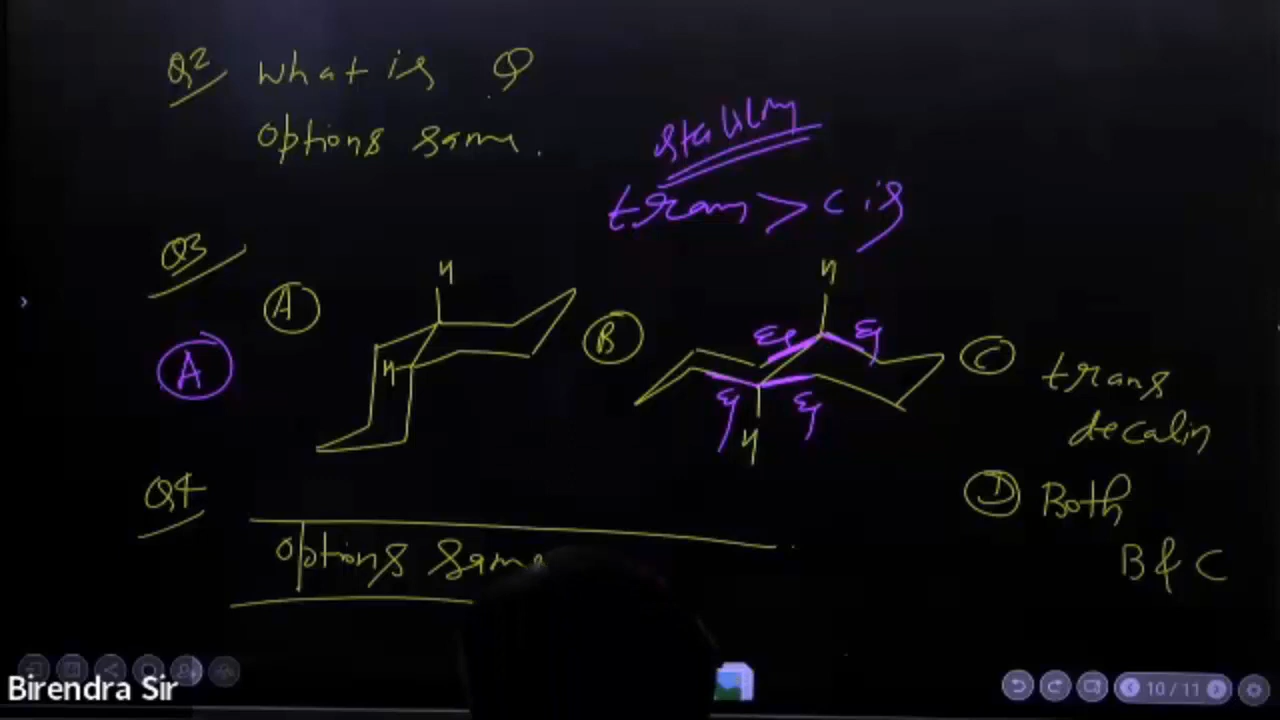 Q2 What is Q
options same.
stability
trans > cis
Q3
A
A
H
H
B
H
H
eq
eq
eq
eq
C
trans
decalin
D
Both
B & C
Q4
options same
10 / 11
Birendra Sir